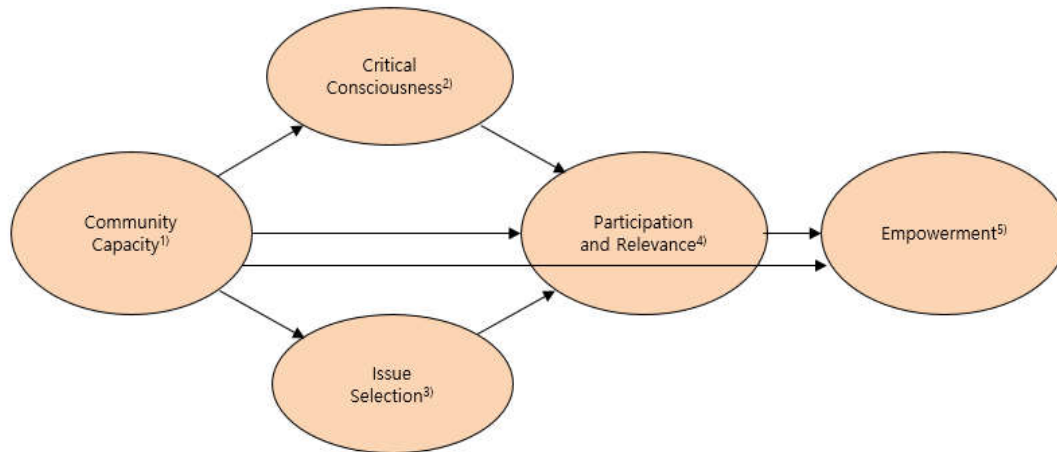 Critical
Consciousness2)
Community
Capacity1)
Participation
and Relevance4)
Empowerment5)
Issue
Selection3)